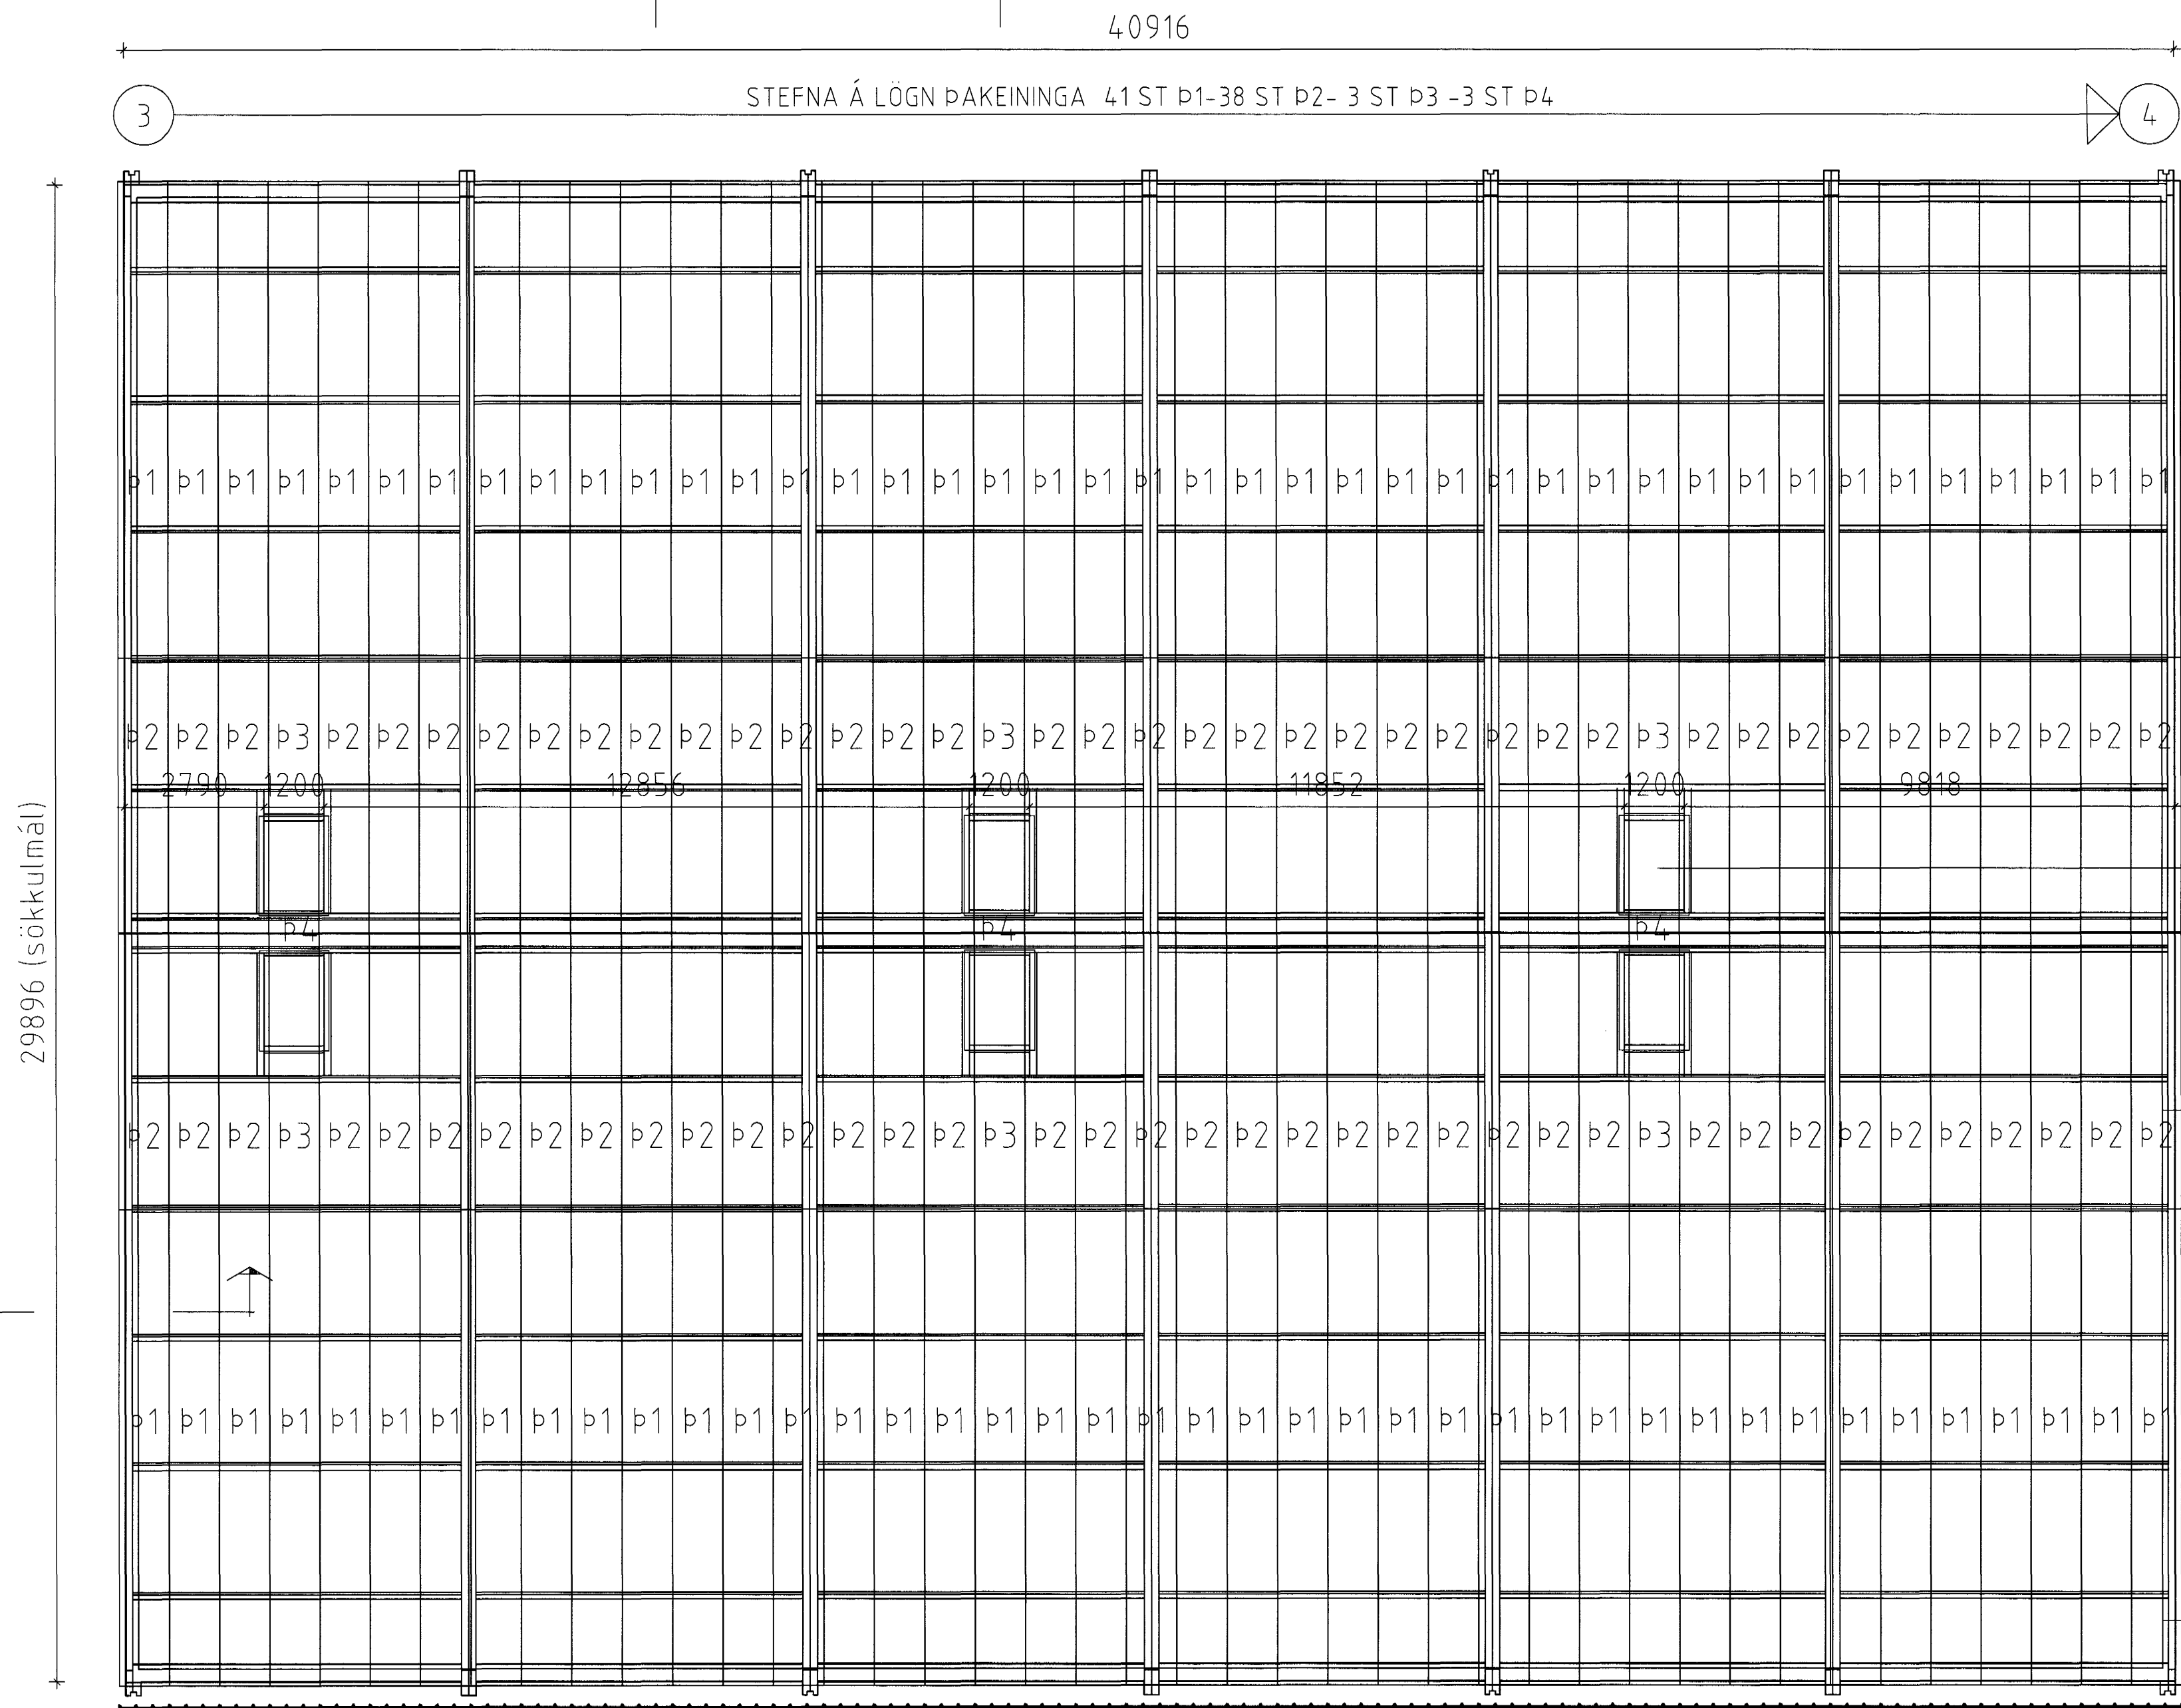 40916
3 STEFNA Á LÖGN ÞAKEININGA 41 ST Þ1-38 ST Þ2- 3 ST Þ3 -3 ST Þ4 4
þ1 þ1 þ1 þ1 þ1 þ1 þ1 þ1 þ1 þ1 þ1 þ1 þ1 þ1 þ1 þ1 þ1 þ1 þ1 þ1 þ1 þ1 þ1 þ1 þ1 þ1 þ1 þ1 þ1 þ1 þ1 þ1 þ1 þ1 þ1 þ1 þ1 þ1 þ1 þ1 þ1
þ2 þ2 þ2 þ3 þ2 þ2 þ2 þ2 þ2 þ2 þ2 þ2 þ2 þ2 þ2 þ2 þ2 þ3 þ2 þ2 þ2 þ2 þ2 þ2 þ2 þ2 þ2 þ2 þ2 þ2 þ3 þ2 þ2 þ2 þ2 þ2 þ2 þ2 þ2 þ2 þ2
2790 1200 12856 1200 11852 1200 9818
29896 (sökkulmál)
þ4 þ4 þ4
þ2 þ2 þ2 þ3 þ2 þ2 þ2 þ2 þ2 þ2 þ2 þ2 þ2 þ2 þ2 þ2 þ2 þ3 þ2 þ2 þ2 þ2 þ2 þ2 þ2 þ2 þ2 þ2 þ2 þ2 þ3 þ2 þ2 þ2 þ2 þ2 þ2 þ2 þ2 þ2 þ2
þ1 þ1 þ1 þ1 þ1 þ1 þ1 þ1 þ1 þ1 þ1 þ1 þ1 þ1 þ1 þ1 þ1 þ1 þ1 þ1 þ1 þ1 þ1 þ1 þ1 þ1 þ1 þ1 þ1 þ1 þ1 þ1 þ1 þ1 þ1 þ1 þ1 þ1 þ1 þ1 þ1